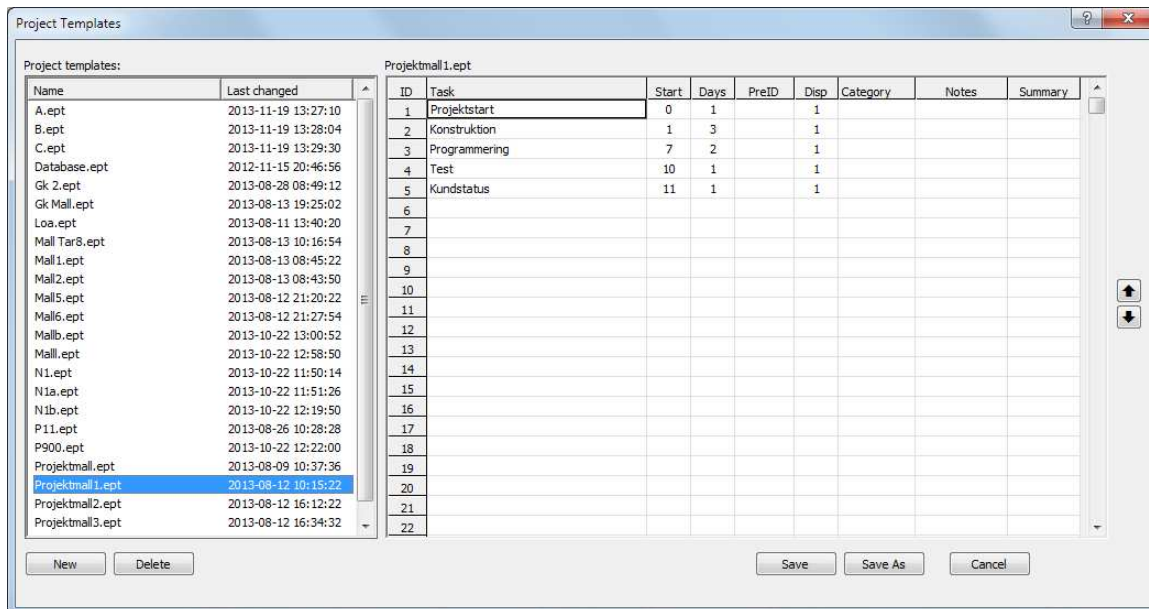 Project Templates
Project templates:
Name Last changed
A.ept 2013-11-19 13:27:10
B.ept 2013-11-19 13:28:04
C.ept 2013-11-19 13:29:30
Database.ept 2012-11-15 20:46:56
Gk 2.ept 2013-08-28 08:49:12
Gk Mall.ept 2013-08-13 19:25:02
Loa.ept 2013-08-11 13:40:20
Mall Tar8.ept 2013-08-13 10:16:54
Mall1.ept 2013-08-13 08:45:22
Mall2.ept 2013-08-13 08:43:50
Mall5.ept 2013-08-12 21:20:22
Mall6.ept 2013-08-12 21:27:54
Mallb.ept 2013-10-22 13:00:52
Malll.ept 2013-10-22 12:58:50
N1.ept 2013-10-22 11:50:14
N1a.ept 2013-10-22 11:51:26
N1b.ept 2013-10-22 12:19:50
P11.ept 2013-08-26 10:28:28
P900.ept 2013-10-22 12:22:00
Projektmall.ept 2013-08-09 10:37:36
Projektmall1.ept 2013-08-12 10:15:22
Projektmall2.ept 2013-08-12 16:12:22
Projektmall3.ept 2013-08-12 16:34:32
New Delete
Projektmall1.ept
ID Task Start Days PreID Disp Category Notes Summary
1 Projektstart 0 1 1
2 Konstruktion 1 3 1
3 Programmering 7 2 1
4 Test 10 1 1
5 Kundstatus 11 1 1
6
7
8
9
10
11
12
13
14
15
16
17
18
19
20
21
22
Save Save As Cancel